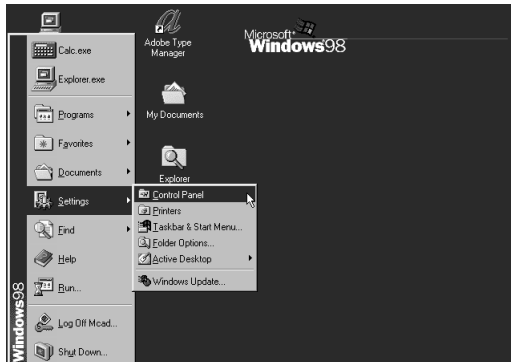 Adobe Type
Manager
Microsoft
Windows98
Calc.exe
Explorer.exe
My Documents
Programs
Favorites
Documents
Explorer
Settings
Control Panel
Printers
Taskbar & Start Menu...
Folder Options...
Active Desktop
Windows Update...
Find
Help
Run...
Log Off Mcad...
Shut Down...
Windows98